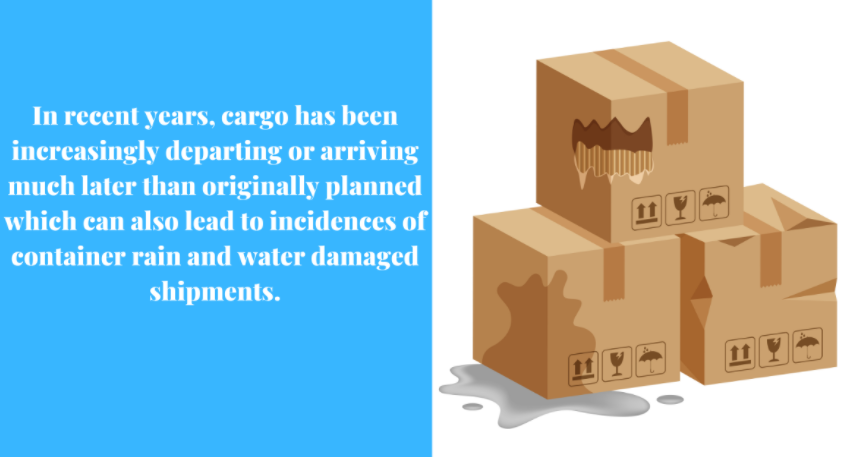 In recent years, cargo has been
increasingly departing or arriving
much later than originally planned
which can also lead to incidences of
container rain and water damaged
shipments.